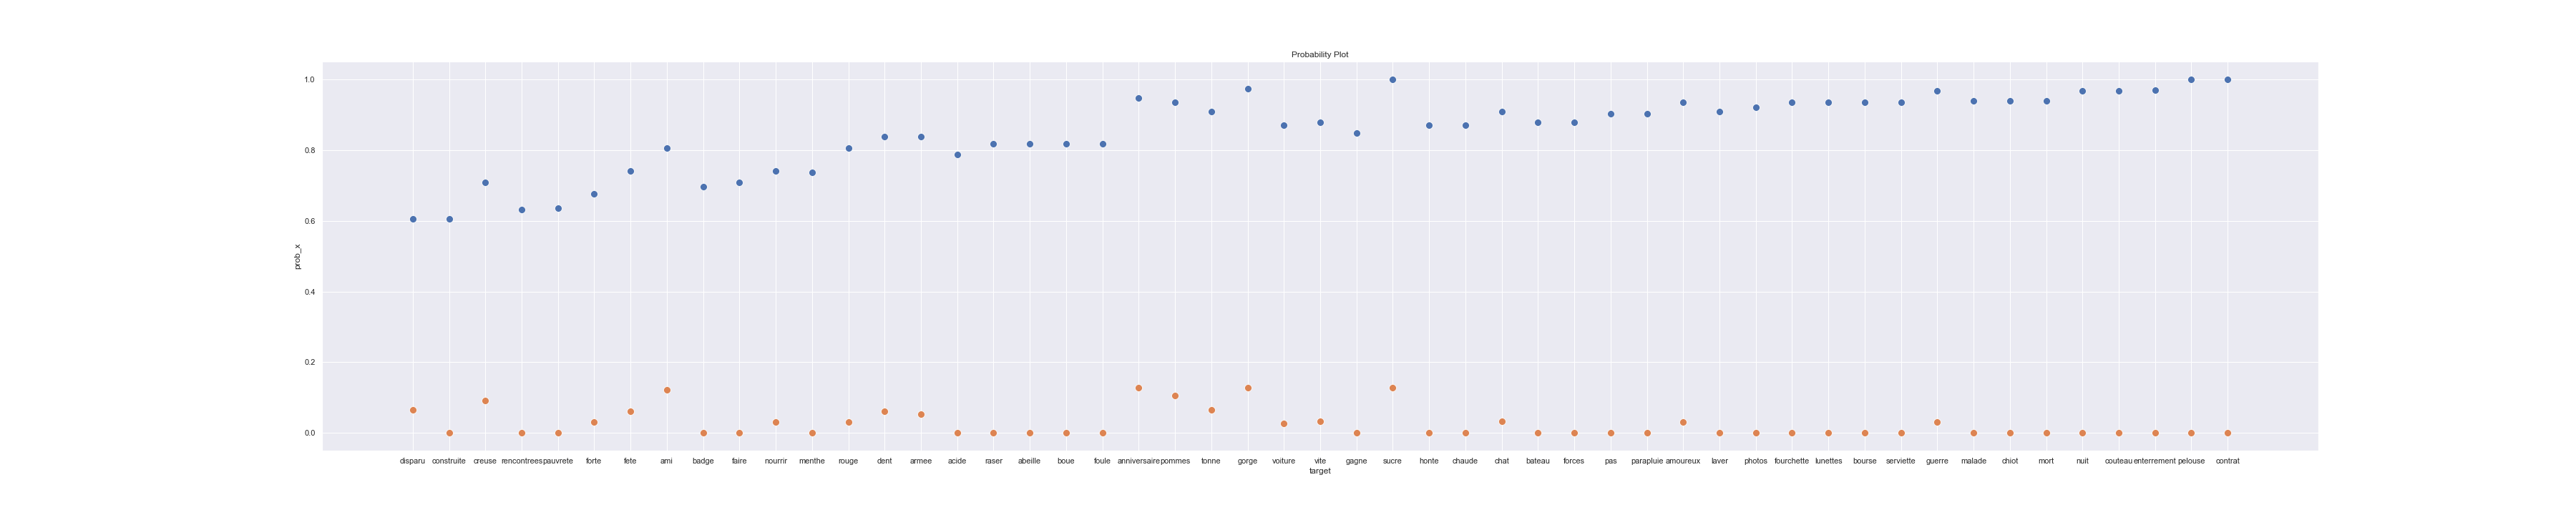 Probability Plot
1.0
0.8
0.6
0.4
0.2
0.0
prob_x
disparu construite creuse rencontrees pauvrete forte fete ami badge faire nourrir menthe rouge dent armee acide raser abeille boue foule anniversaire pommes tonne gorge voiture vite gagne sucre honte chaude chat bateau forces pas parapluie amoureux laver photos fourchette lunettes bourse serviette guerre malade chiot mort nuit couteau enterrement pelouse contrat
target